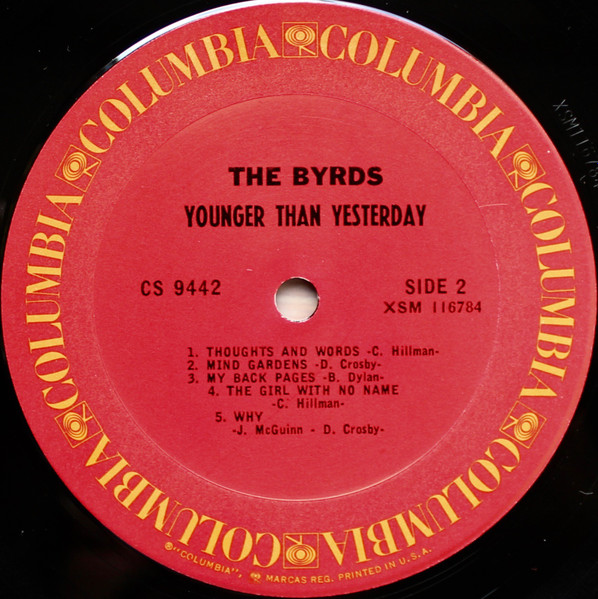 COLUMBIA COLUMBIA COLUMBIA COLUMBIA COLUMBIA COLUMBIA
THE BYRDS
YOUNGER THAN YESTERDAY
CS 9442
SIDE 2
XSM 116784
1. THOUGHTS AND WORDS -C. Hillman-
2. MIND GARDENS -D. Crosby-
3. MY BACK PAGES -B. Dylan-
4. THE GIRL WITH NO NAME
-C. Hillman-
5. WHY
-J. McGuinn - D. Crosby-
℗"COLUMBIA", MARCAS REG. PRINTED IN U.S.A.
XSM116784